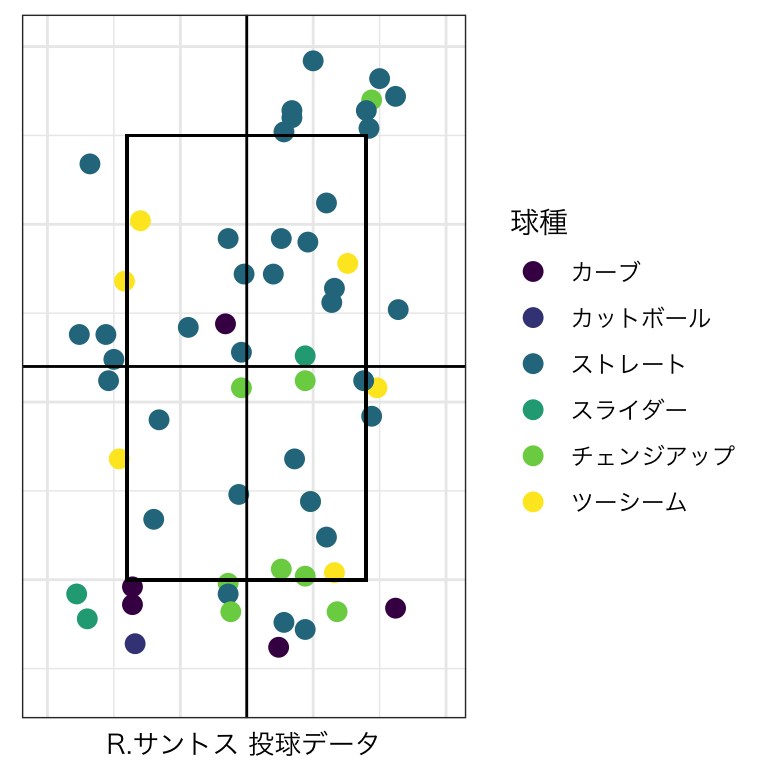 球種
カーブ
カットボール
ストレート
スライダー
チェンジアップ
ツーシーム
R.サントス 投球データ